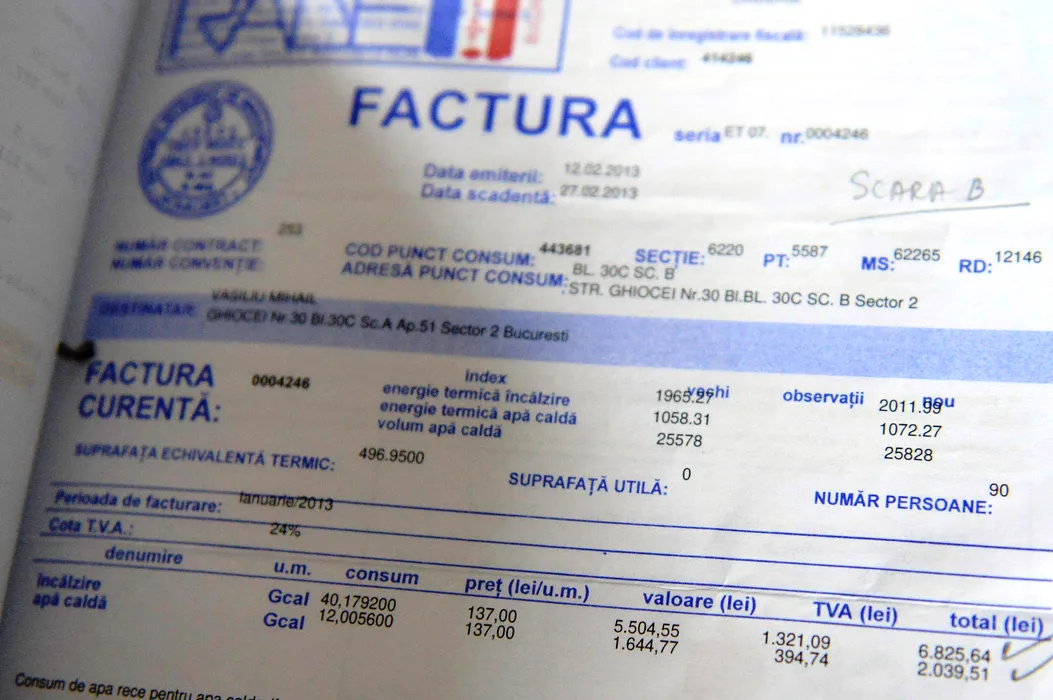 Cod de înregistrare fiscală: 11528436
Cod client: 414246
FACTURA seria ET 07. nr. 0004246
Data emiterii: 12.02.2013
Data scadentă: 27.02.2013
SCARA B
NUMĂR CONTRACT: 253
NUMĂR CONVENȚIE:
COD PUNCT CONSUM: 443681 SECȚIE: 6220 PT: 5587 MS: 62265 RD: 12146
ADRESĂ PUNCT CONSUM: BL. 30C SC. B
STR. GHIOCEI Nr.30 Bl.BL. 30C SC. B Sector 2
DESTINATAR: VASILIU MIHAIL
GHIOCEI Nr.30 Bl.30C Sc.A Ap.51 Sector 2 Bucuresti
FACTURA CURENTĂ: 0004246
index vechi observații nou
energie termică încălzire 1965.27 2011.99
energie termică apă caldă 1058.31 1072.27
volum apă caldă 25578 25828
SUPRAFAȚA ECHIVALENTĂ TERMIC: 496.9500 SUPRAFAȚĂ UTILĂ: 0 NUMĂR PERSOANE: 90
Perioada de facturare: Ianuarie/2013
Cota T.V.A.: 24%
denumire u.m. consum preț (lei/u.m.) valoare (lei) TVA (lei) total (lei)
încălzire Gcal 40,179200 137,00 5.504,55 1.321,09 6.825,64
apă caldă Gcal 12,005600 137,00 1.644,77 394,74 2.039,51
Consum de apa rece pentru apa